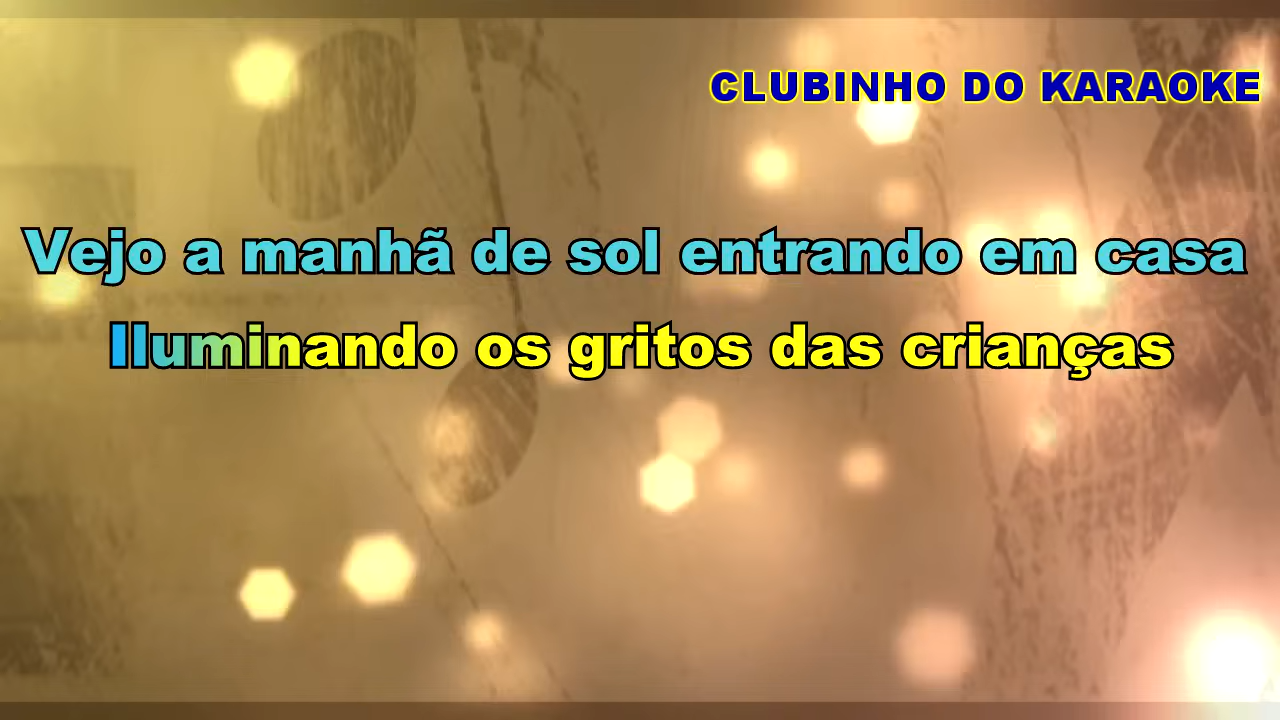 CLUBINHO DO KARAOKE
Vejo a manhã de sol entrando em casa
Iluminando os gritos das crianças